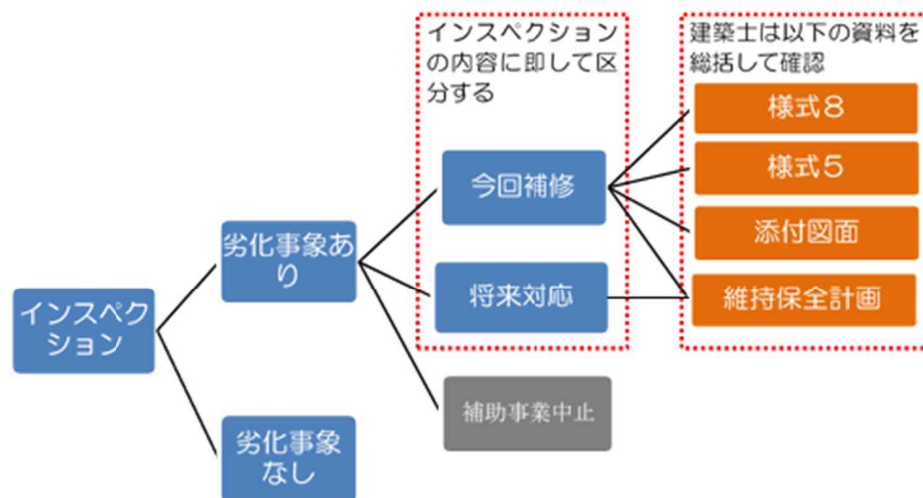 インスペクション
の内容に即して区
分する
建築士は以下の資料を
総括して確認
様式８
様式５
添付図面
維持保全計画
今回補修
将来対応
補助事業中止
劣化事象あ
り
インスペク
ション
劣化事象
なし